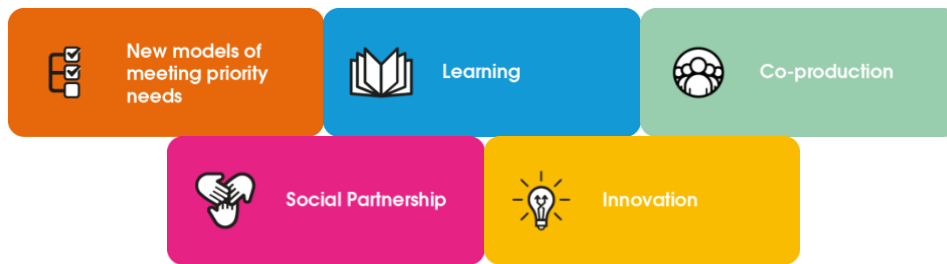 New models of
meeting priority
needs
Learning
Co-production
Social Partnership
Innovation